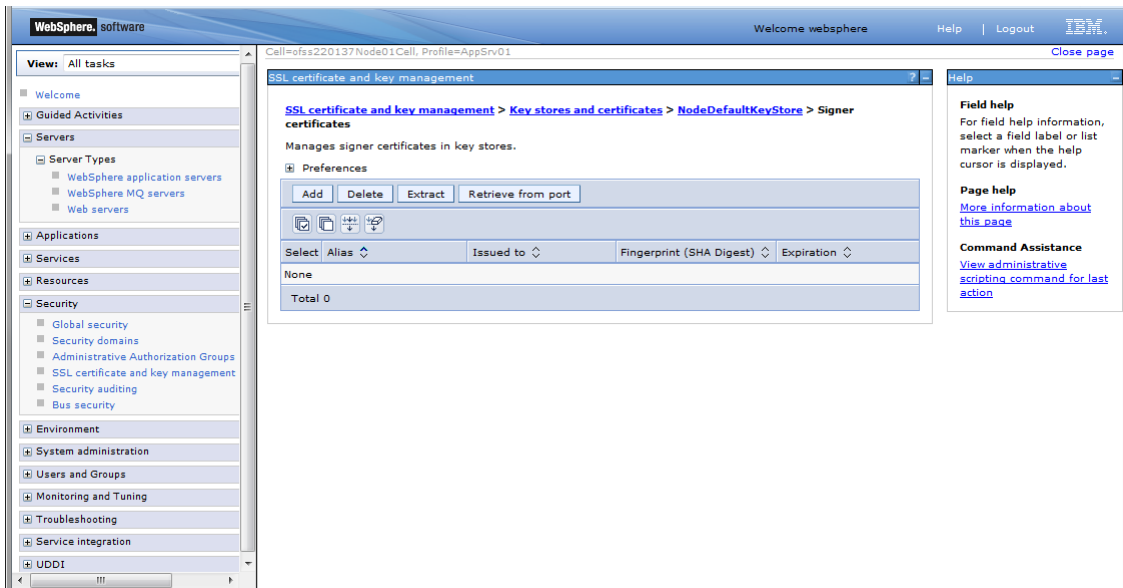 WebSphere. software
Welcome websphere
Help | Logout
IBM.
View: All tasks
Welcome
Guided Activities
Servers
Server Types
WebSphere application servers
WebSphere MQ servers
Web servers
Applications
Services
Resources
Security
Global security
Security domains
Administrative Authorization Groups
SSL certificate and key management
Security auditing
Bus security
Environment
System administration
Users and Groups
Monitoring and Tuning
Troubleshooting
Service integration
UDDI
Cell=ofss220137Node01Cell, Profile=AppSrv01
Close page
SSL certificate and key management
?
SSL certificate and key management > Key stores and certificates > NodeDefaultKeyStore > Signer
certificates
Manages signer certificates in key stores.
Preferences
Add Delete Extract Retrieve from port
Select Alias Issued to Fingerprint (SHA Digest) Expiration
None
Total 0
Help
Field help
For field help information,
select a field label or list
marker when the help
cursor is displayed.
Page help
More information about
this page
Command Assistance
View administrative
scripting command for last
action